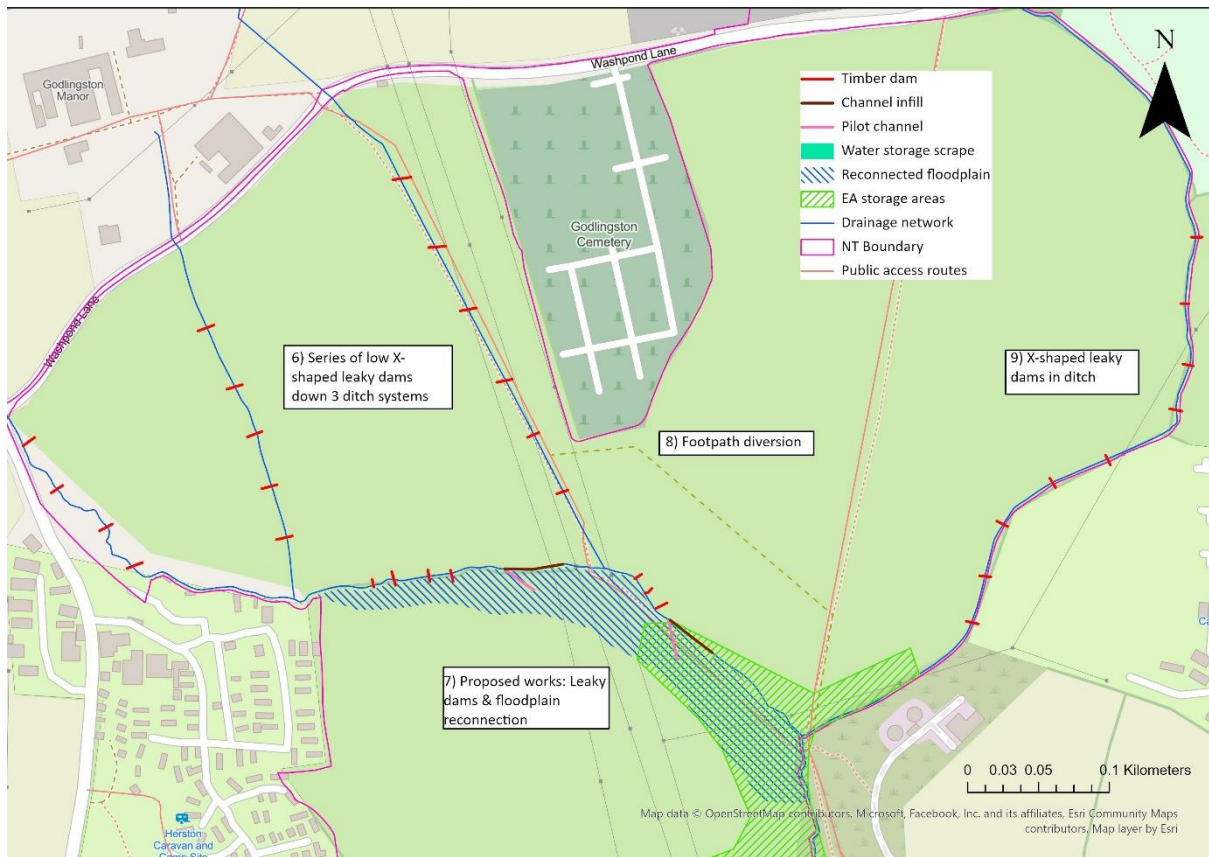 Washpond Lane
N
Godlingston
Manor
Timber dam
Channel infill
Pilot channel
Water storage scrape
Reconnected floodplain
EA storage areas
Drainage network
NT Boundary
Public access routes
Godlingston
Cemetery
Washpond Lane
6) Series of low X-
shaped leaky dams
down 3 ditch systems
9) X-shaped leaky
dams in ditch
8) Footpath diversion
7) Proposed works: Leaky
dams & floodplain
reconnection
0 0.03 0.05 0.1 Kilometers
Map data © OpenStreetMap contributors, Microsoft, Facebook, Inc. and its affiliates, Esri Community Maps
contributors, Map layer by Esri
Herston
Caravan and
Camp Site